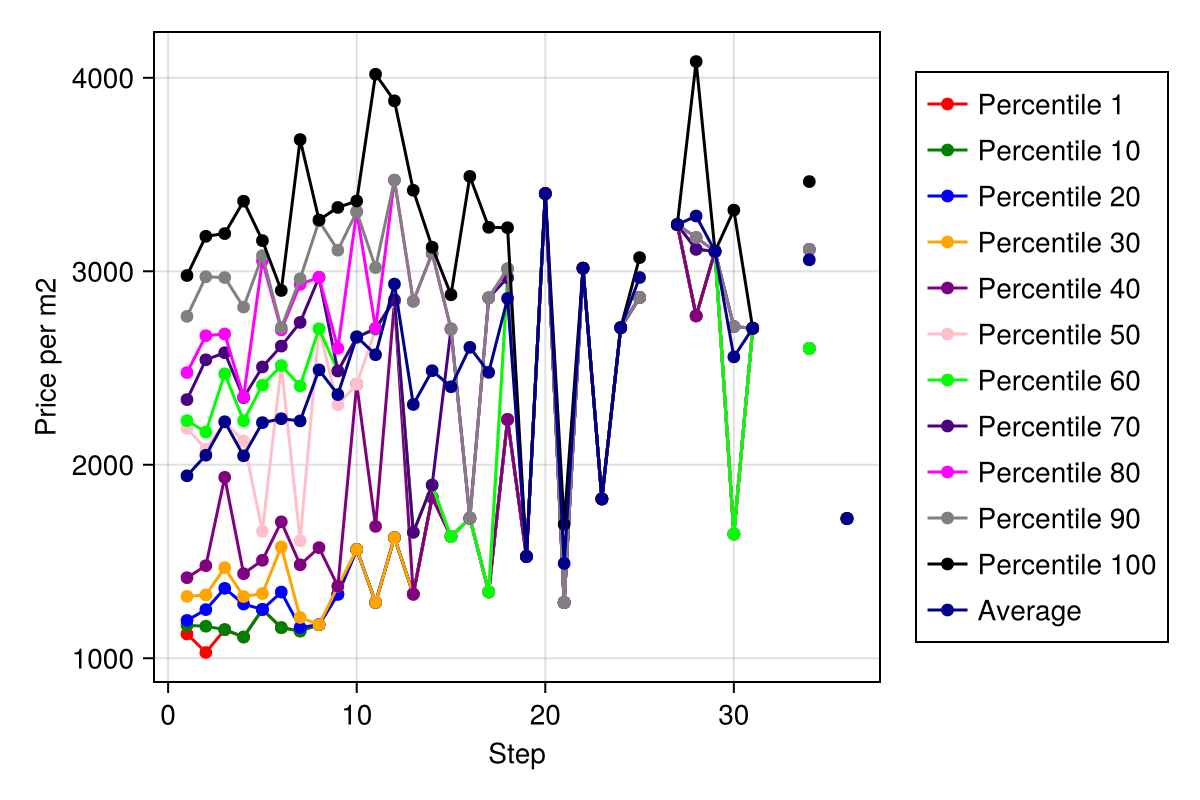 4000
3000
2000
1000
Price per m2
0
10
20
30
Step
Percentile 1
Percentile 10
Percentile 20
Percentile 30
Percentile 40
Percentile 50
Percentile 60
Percentile 70
Percentile 80
Percentile 90
Percentile 100
Average